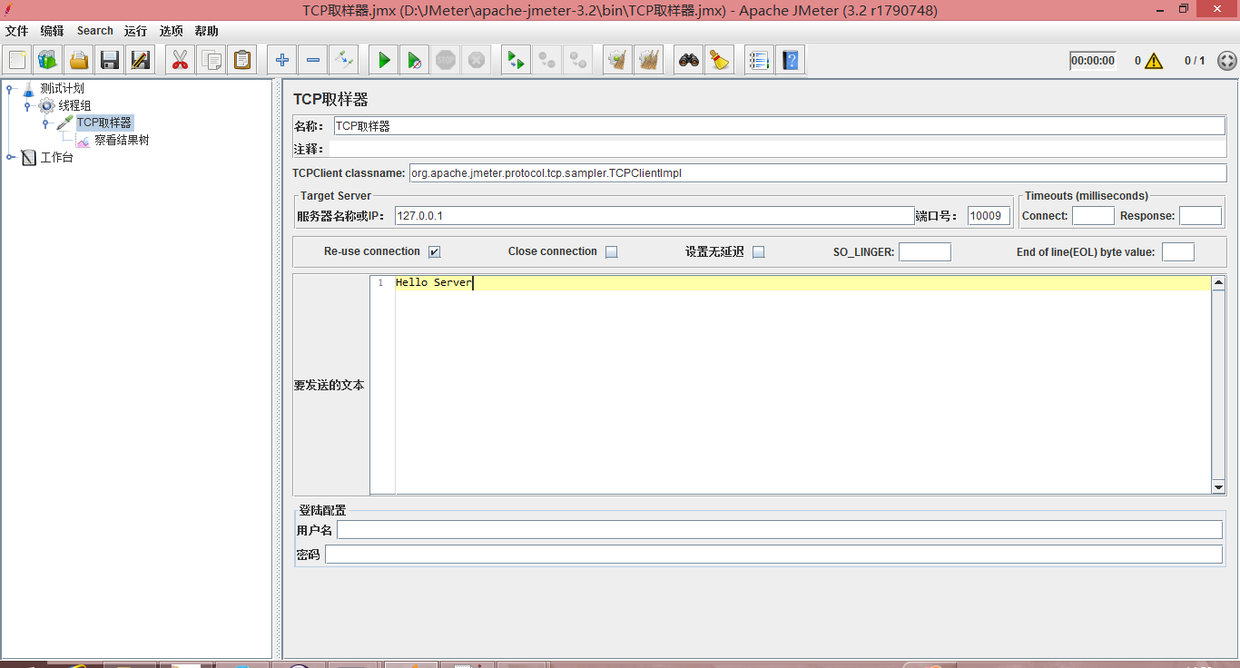 TCP取样器.jmx (D:\JMeter\apache-jmeter-3.2\bin\TCP取样器.jmx) - Apache JMeter (3.2 r1790748)
文件 编辑 Search 运行 选项 帮助
00:00:00 0 0 / 1
测试计划
线程组
TCP取样器
察看结果树
工作台
TCP取样器
名称： TCP取样器
注释：
TCPClient classname: org.apache.jmeter.protocol.tcp.sampler.TCPClientImpl
Target Server
服务器名称或IP： 127.0.0.1 端口号： 10009
Timeouts (milliseconds)
Connect: Response:
Re-use connection Close connection 设置无延迟 SO_LINGER: End of line(EOL) byte value:
1 Hello Server
要发送的文本
登陆配置
用户名
密码